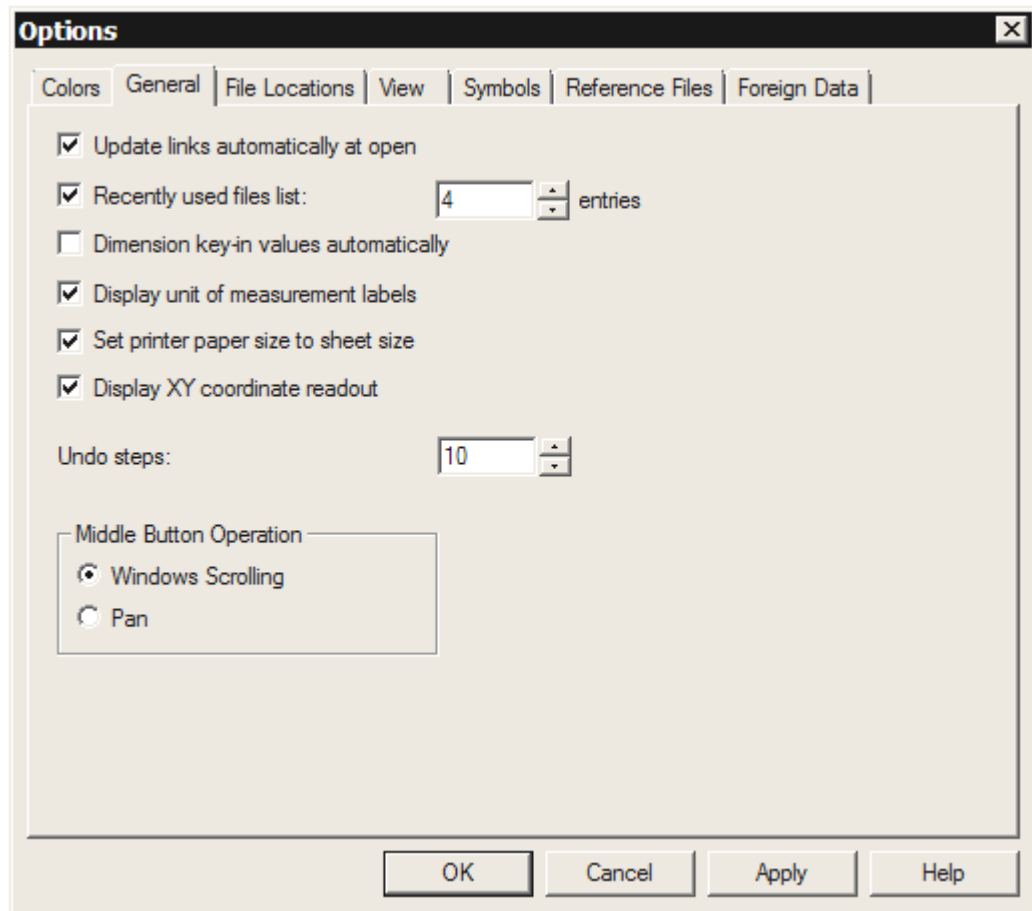 Options
Colors General File Locations View Symbols Reference Files Foreign Data
Update links automatically at open
Recently used files list: 4 entries
Dimension key-in values automatically
Display unit of measurement labels
Set printer paper size to sheet size
Display XY coordinate readout
Undo steps: 10
Middle Button Operation
Windows Scrolling
Pan
OK Cancel Apply Help